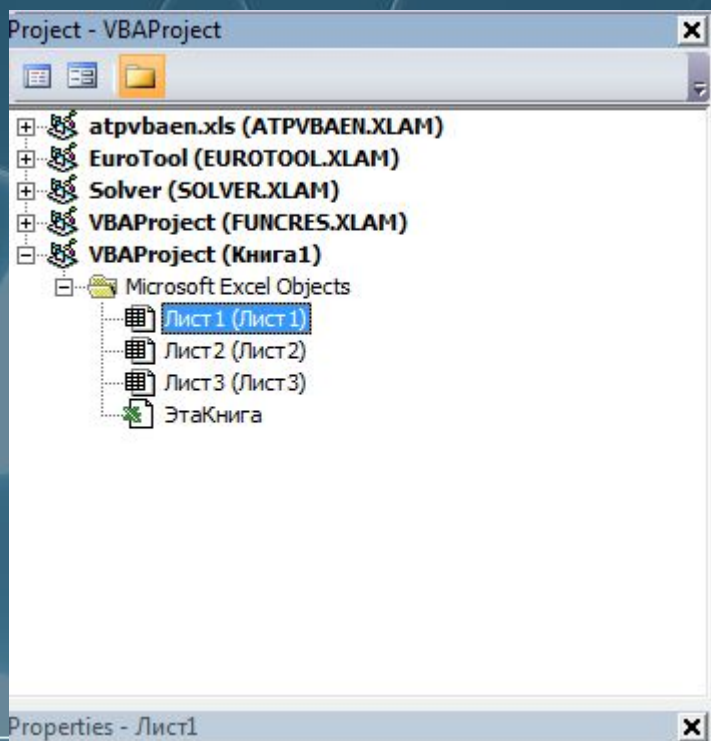 Project - VBAProject
atpvbaen.xls (ATPVBAEN.XLAM)
EuroTool (EUROTOOL.XLAM)
Solver (SOLVER.XLAM)
VBAProject (FUNCRES.XLAM)
VBAProject (Книга1)
Microsoft Excel Objects
Лист1 (Лист1)
Лист2 (Лист2)
Лист3 (Лист3)
ЭтаКнига
Properties - Лист1